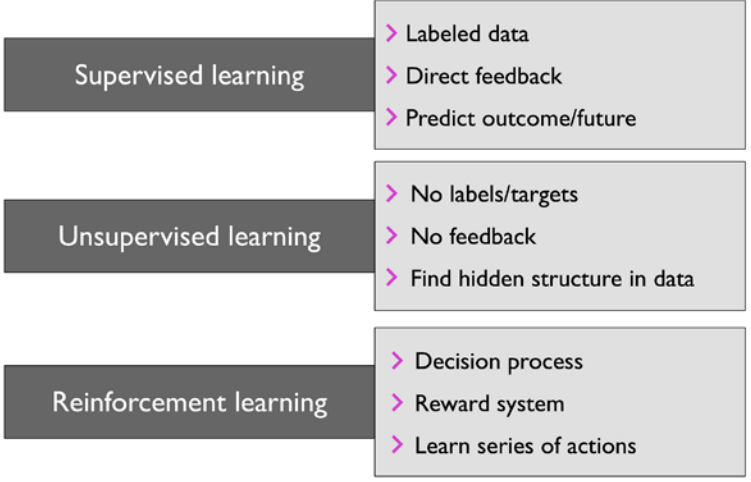 Supervised learning
Labeled data
Direct feedback
Predict outcome/future
Unsupervised learning
No labels/targets
No feedback
Find hidden structure in data
Reinforcement learning
Decision process
Reward system
Learn series of actions